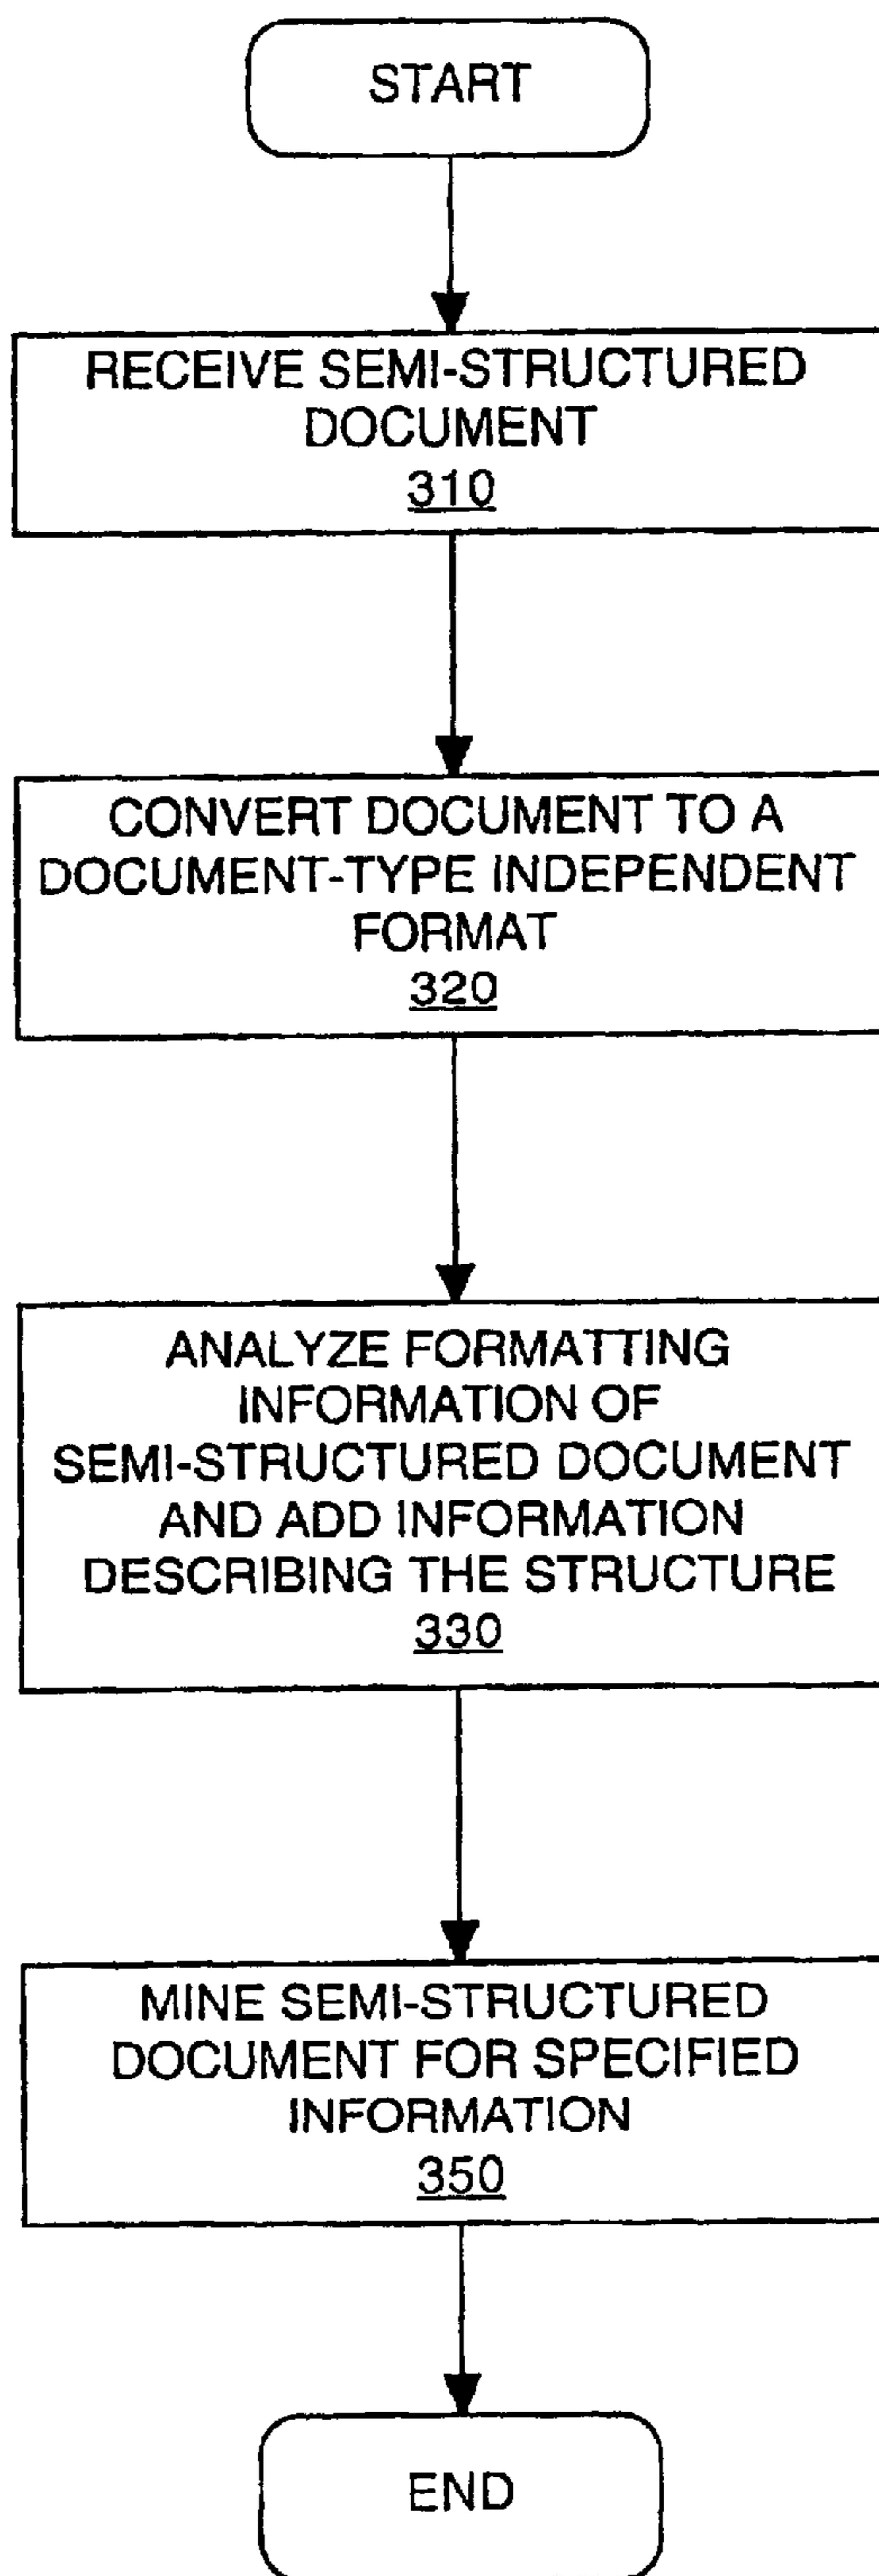 START
RECEIVE SEMI-STRUCTURED
DOCUMENT
310
CONVERT DOCUMENT TO A
DOCUMENT-TYPE INDEPENDENT
FORMAT
320
ANALYZE FORMATTING
INFORMATION OF
SEMI-STRUCTURED DOCUMENT
AND ADD INFORMATION
DESCRIBING THE STRUCTURE
330
MINE SEMI-STRUCTURED
DOCUMENT FOR SPECIFIED
INFORMATION
350
END